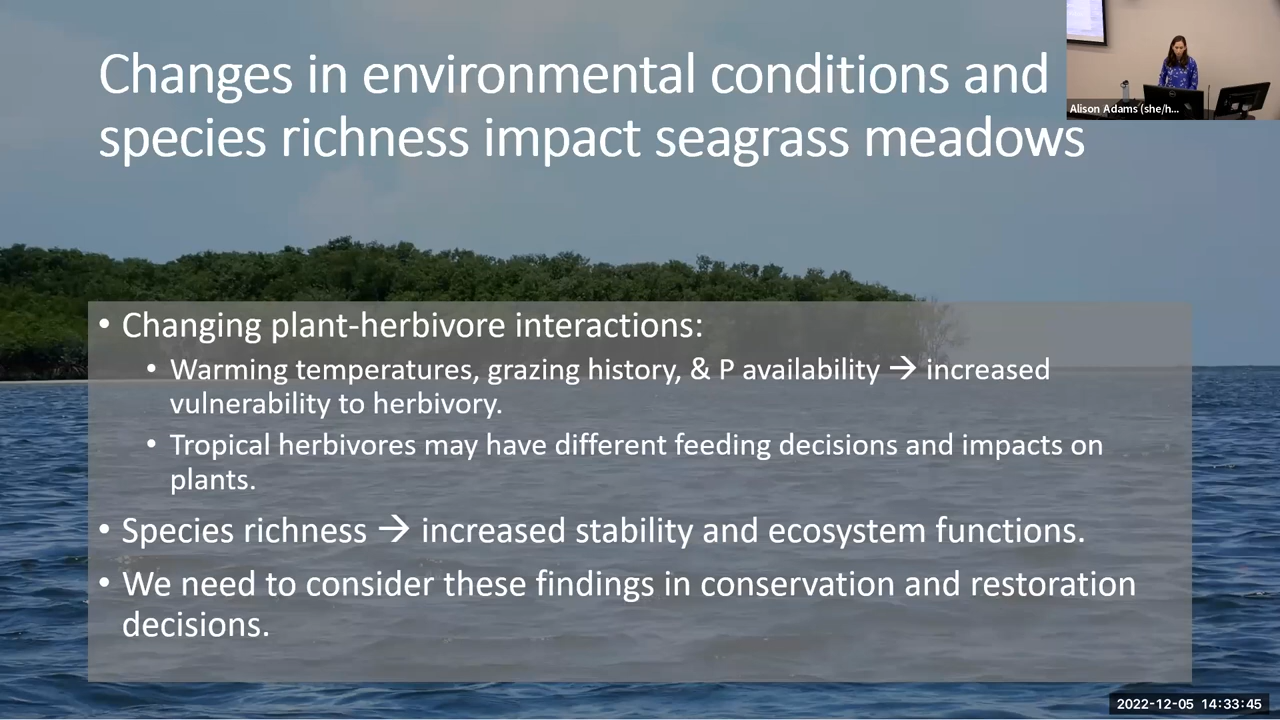 Changes in environmental conditions and
species richness impact seagrass meadows
Alison Adams (she/h...
• Changing plant-herbivore interactions:
• Warming temperatures, grazing history, & P availability → increased
vulnerability to herbivory.
• Tropical herbivores may have different feeding decisions and impacts on
plants.
• Species richness → increased stability and ecosystem functions.
• We need to consider these findings in conservation and restoration
decisions.
2022-12-05 14:33:45